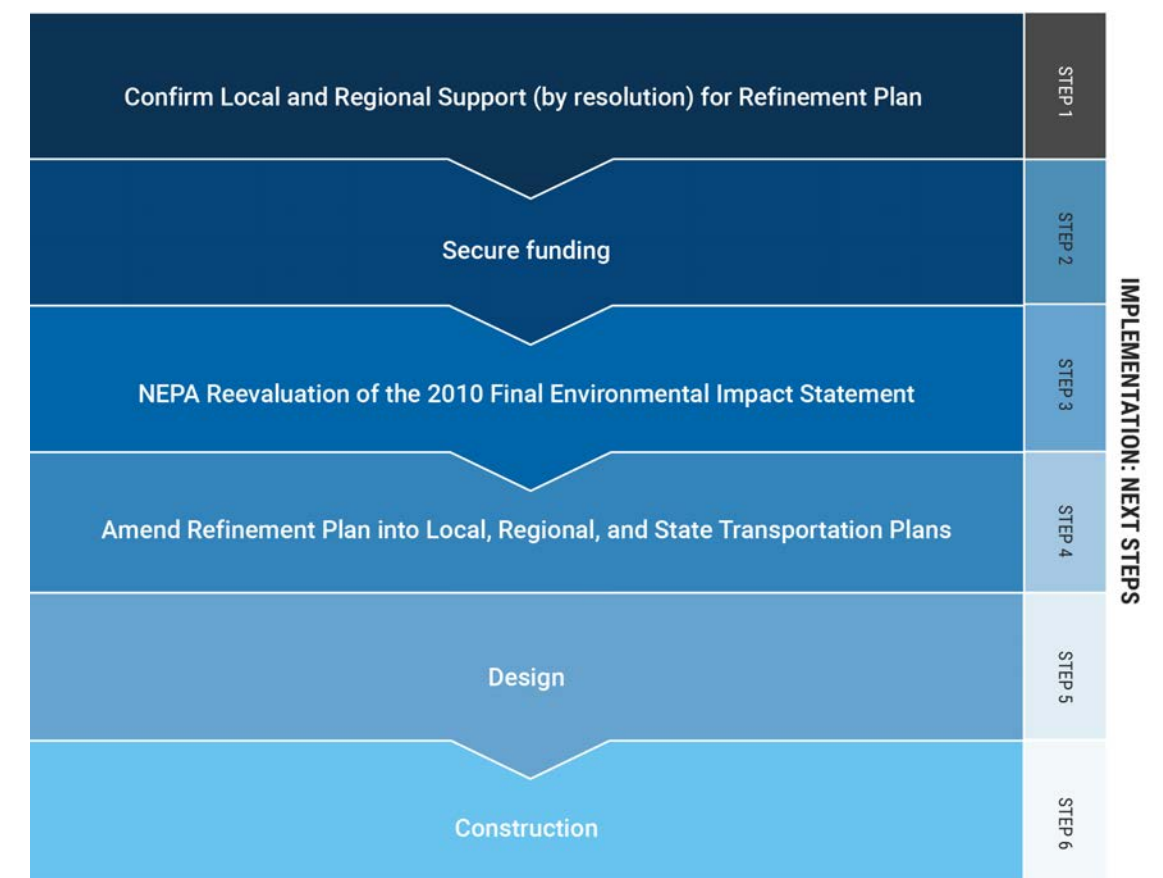 Confirm Local and Regional Support (by resolution) for Refinement Plan
STEP 1
Secure funding
STEP 2
NEPA Reevaluation of the 2010 Final Environmental Impact Statement
STEP 3
Amend Refinement Plan into Local, Regional, and State Transportation Plans
STEP 4
Design
STEP 5
Construction
STEP 6
IMPLEMENTATION: NEXT STEPS